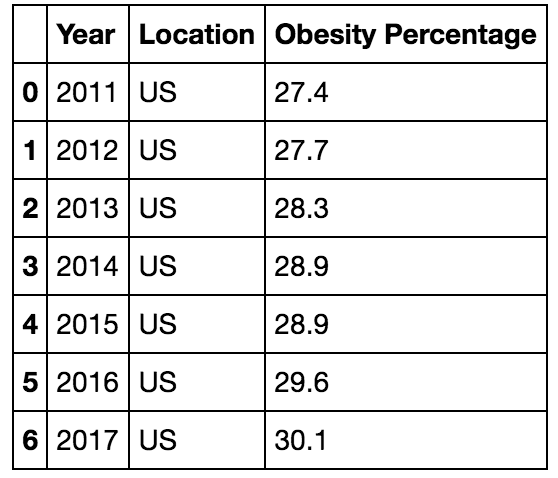 Year Location Obesity Percentage
0 2011 US 27.4
1 2012 US 27.7
2 2013 US 28.3
3 2014 US 28.9
4 2015 US 28.9
5 2016 US 29.6
6 2017 US 30.1